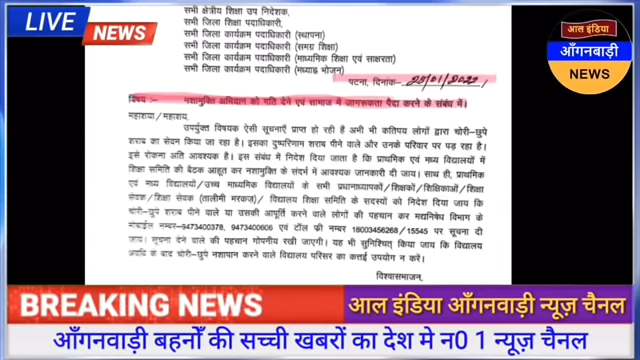 LIVE NEWS
आल इंडिया
आँगनबाड़ी
NEWS
सभी क्षेत्रीय शिक्षा उप निदेशक,
सभी जिला शिक्षा पदाधिकारी,
सभी जिला कार्यक्रम पदाधिकारी (स्थापना)
सभी जिला कार्यक्रम पदाधिकारी (समग्र शिक्षा)
सभी जिला कार्यक्रम पदाधिकारी (माध्यमिक शिक्षा एवं साक्षरता)
सभी जिला कार्यक्रम पदाधिकारी (मध्याह्न भोजन)
पटना, दिनांक- 28/01/2022।
विषय :- नशामुक्ति अभियान को गति देने एवं सामाज में जागरूकता पैदा करने के संबंध में।
महाशया/महाशय,
उपर्युक्त विषयक ऐसी सूचनाएँ प्राप्त हो रही हैं अभी भी कतिपय लोगों द्वारा चोरी-छुपे
शराब का सेवन किया जा रहा है। इसका दुष्परिणाम शराब पीने वाले और उनके परिवार पर पड़ रहा है।
इसे रोकना अति आवश्यक है। इस संबंध में निदेश दिया जाता है कि प्राथमिक एवं मध्य विद्यालयों में
शिक्षा समिति की बैठक आहूत कर नशामुक्ति के संदर्भ में आवश्यक जानकारी दी जाय। साथ ही, प्राथमिक
एवं मध्य विद्यालयों/उच्च माध्यमिक विद्यालय के सभी प्रधानाध्यापकों/शिक्षकों/शिक्षिकाओं/शिक्षा
सेवक/शिक्षा सेवक (तालीमी मरकज़)/ विद्यालय शिक्षा समिति के सदस्यों को निदेश दिया जाय कि
चोरी-छुपे शराब पीने वाले या उसकी आपूर्ति करने वाले लोगों की पहचान कर मद्यनिषेध विभाग के
मोबाईल नम्बर-9473400378, 9473400606 एवं टॉल फ्री नम्बर 18003456268/15545 पर सूचना दी
जाय। सूचना देने वाले की पहचान गोपनीय रखी जाएगी। यह भी सुनिश्चित किया जाय कि विद्यालय
अवधि के बाद चोरी-छुपे नशापान करने वाले विद्यालय परिसर का कत्तई उपयोग न करें।
विश्वासभाजन,
BREAKING NEWS
आल इंडिया आँगनवाड़ी न्यूज़ चैनल
आँगनवाड़ी बहनोँ की सच्ची खबरों का देश मे न0 1 न्यूज़ चैनल